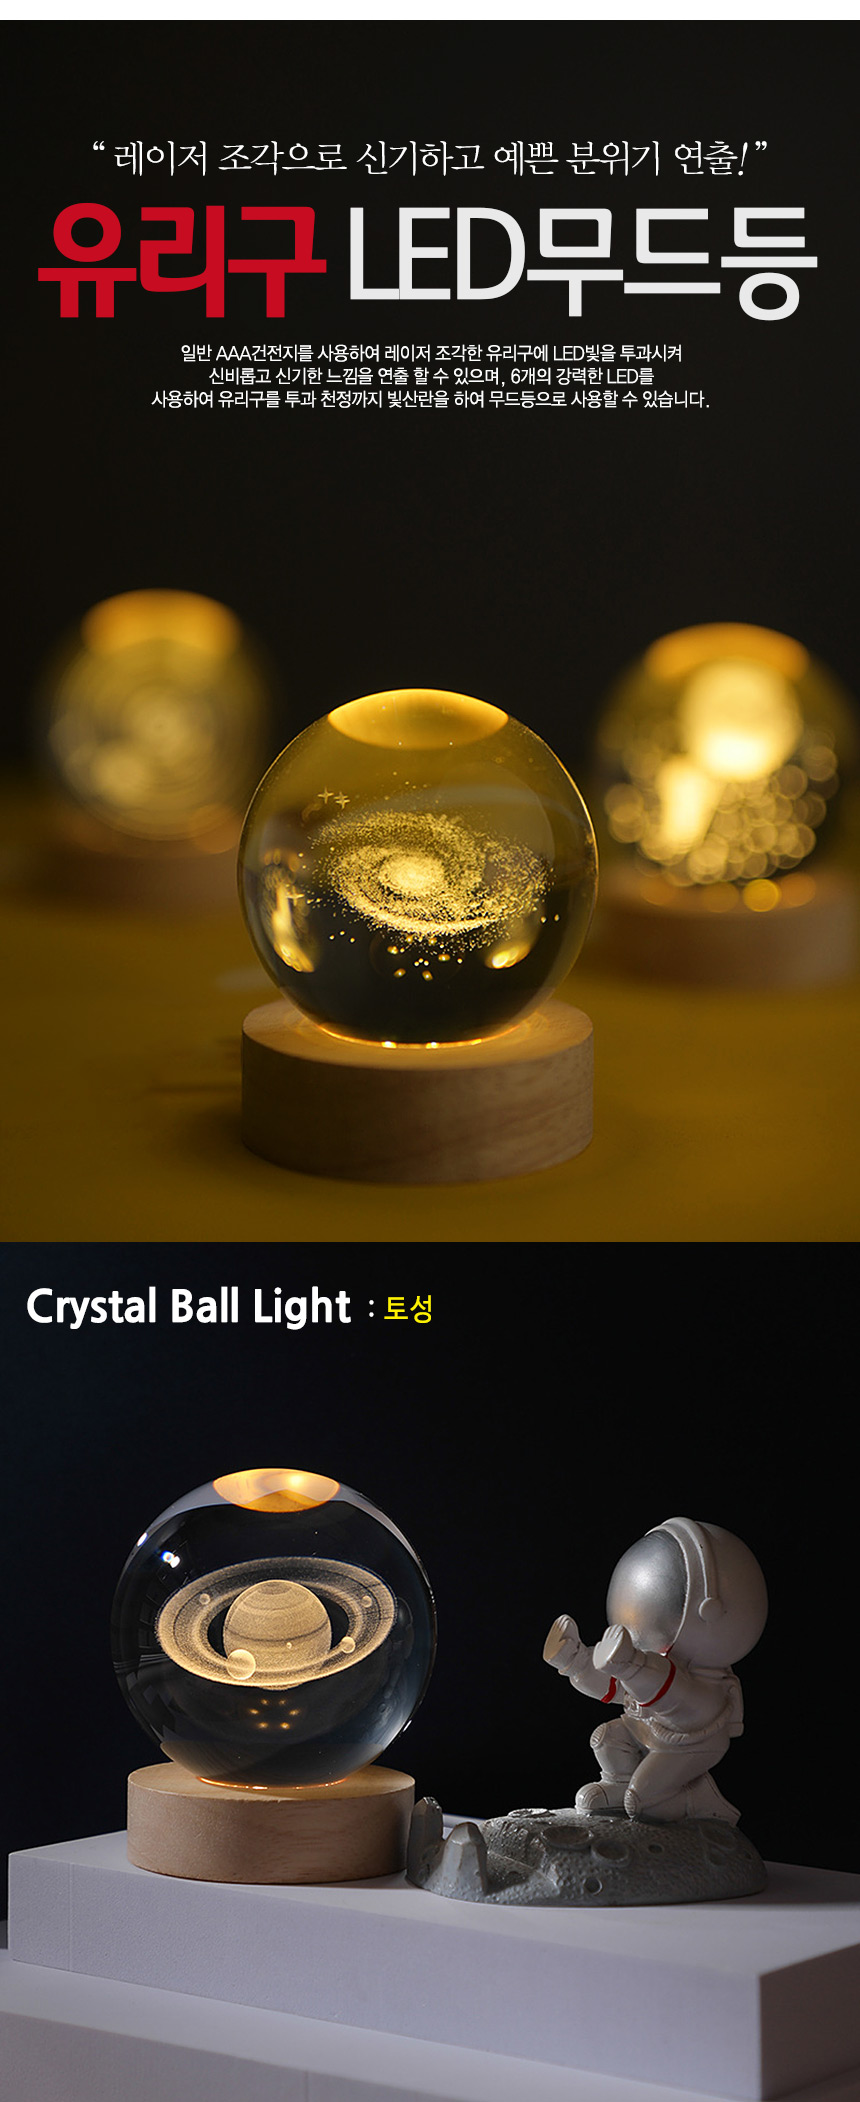 “ 레이저 조각으로 신기하고 예쁜 분위기 연출! ”
유리구 LED무드등
일반 AAA건전지를 사용하여 레이저 조각한 유리구에 LED빛을 투과시켜
신비롭고 신기한 느낌을 연출 할 수 있으며, 6개의 강력한 LED를
사용하여 유리구를 투과 천정까지 빛산란을 하여 무드등으로 사용할 수 있습니다.
Crystal Ball Light : 토성